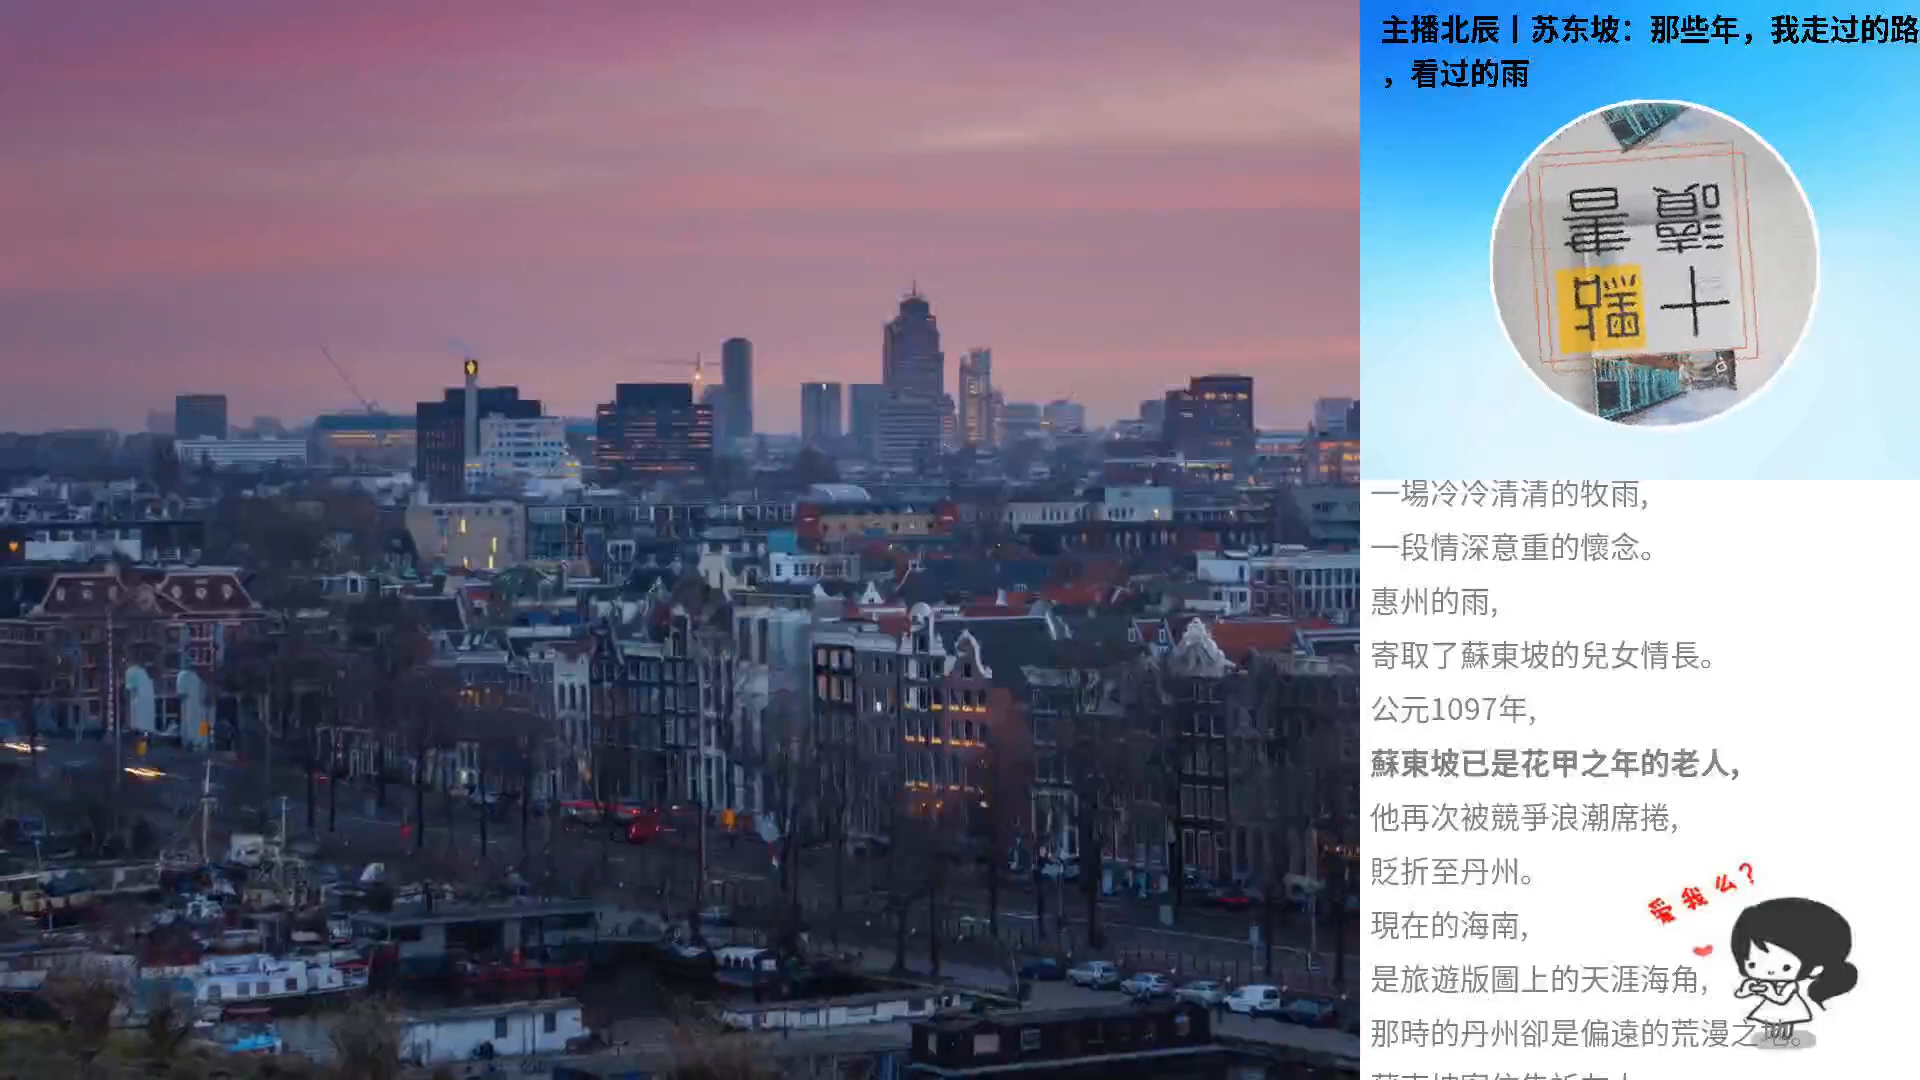 主播北辰丨苏东坡：那些年，我走过的路
，看过的雨
一場冷冷清清的牧雨,
一段情深意重的懷念。
惠州的雨,
寄取了蘇東坡的兒女情長。
公元1097年,
蘇東坡已是花甲之年的老人,
他再次被競爭浪潮席捲,
貶折至丹州。
爱我么?
現在的海南,
是旅遊版圖上的天涯海角,
那時的丹州卻是偏遠的荒漫之地。